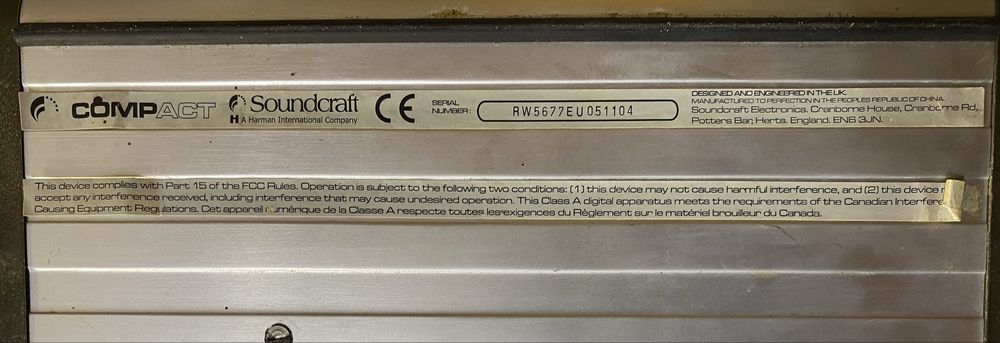 COMPACT
Soundcraft
H A Harman International Company
CE
SERIAL NUMBER: RW5677EU051104
DESIGNED AND ENGINEERED IN THE UK.
MANUFACTURED TO PERFECTION IN THE PEOPLES REPUBLIC OF CHINA.
Soundcraft Electronics. Cranborne House, Cranborne Rd,
Potters Bar, Herts. England. EN6 3JN.
This device complies with Part 15 of the FCC Rules. Operation is subject to the following two conditions: (1) this device may not cause harmful interference, and (2) this device
accept any interference received, including interference that may cause undesired operation. This Class A digital apparatus meets the requirements of the Canadian
Causing Equipment Regulations. Cet appareil numérique de la Classe A respecte toutes lesexigences du Règlement sur le matériel brouilleur du Canada.